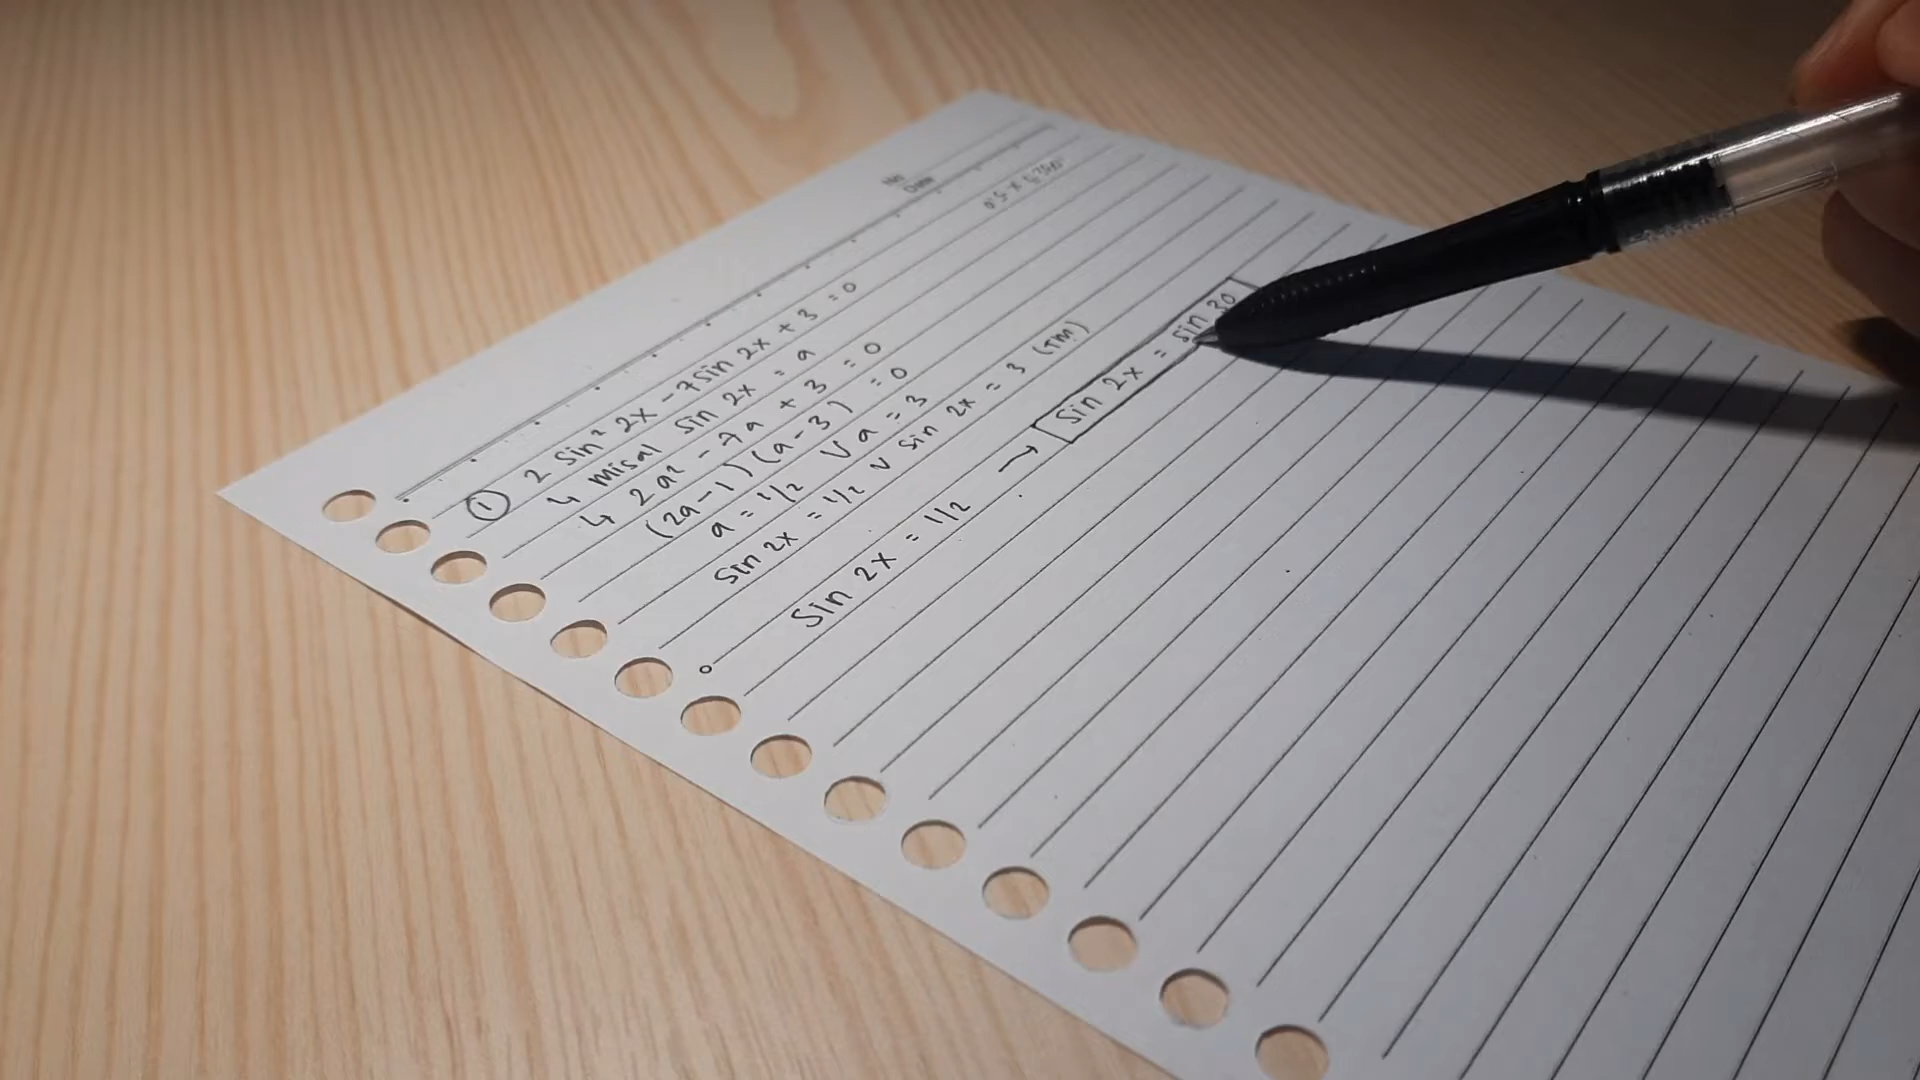 No
Date
① 2 sin² 2x - 7 sin 2x + 3 = 0
↳ misal sin 2x = a
↳ 2a² - 7a + 3 = 0
(2a-1)(a-3) = 0
a = 1/2 V a = 3
sin 2x = 1/2 v sin 2x = 3 (TM)
Sin 2x = 1/2 → Sin 2x = sin 30